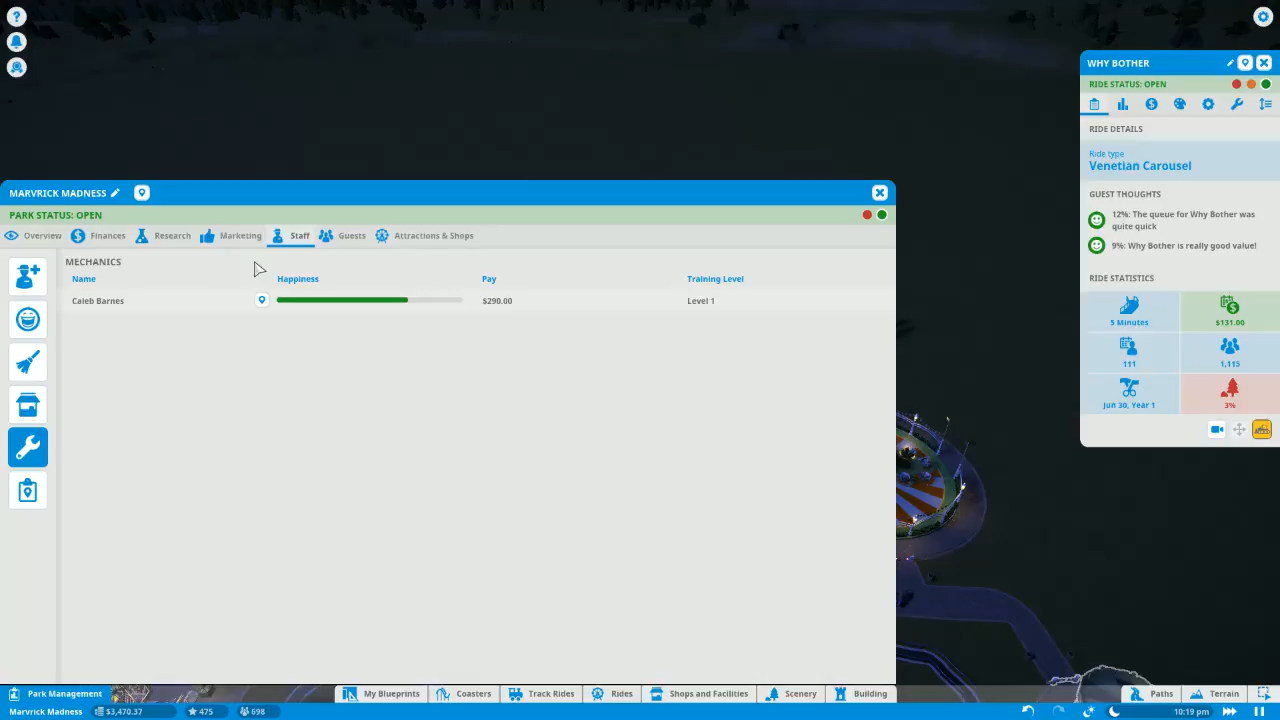 WHY BOTHER
RIDE STATUS: OPEN
RIDE DETAILS
Ride type
Venetian Carousel
GUEST THOUGHTS
12%: The queue for Why Bother was
quite quick
9%: Why Bother is really good value!
RIDE STATISTICS
5 Minutes
$131.00
111
1,115
Jun 30, Year 1
3%
MARVRICK MADNESS
PARK STATUS: OPEN
Overview
Finances
Research
Marketing
Staff
Guests
Attractions & Shops
MECHANICS
Name
Happiness
Pay
Training Level
Caleb Barnes
$290.00
Level 1
Park Management
My Blueprints
Coasters
Track Rides
Rides
Shops and Facilities
Scenery
Building
Paths
Terrain
Marvrick Madness
$3,470.37
475
698
10:19 pm